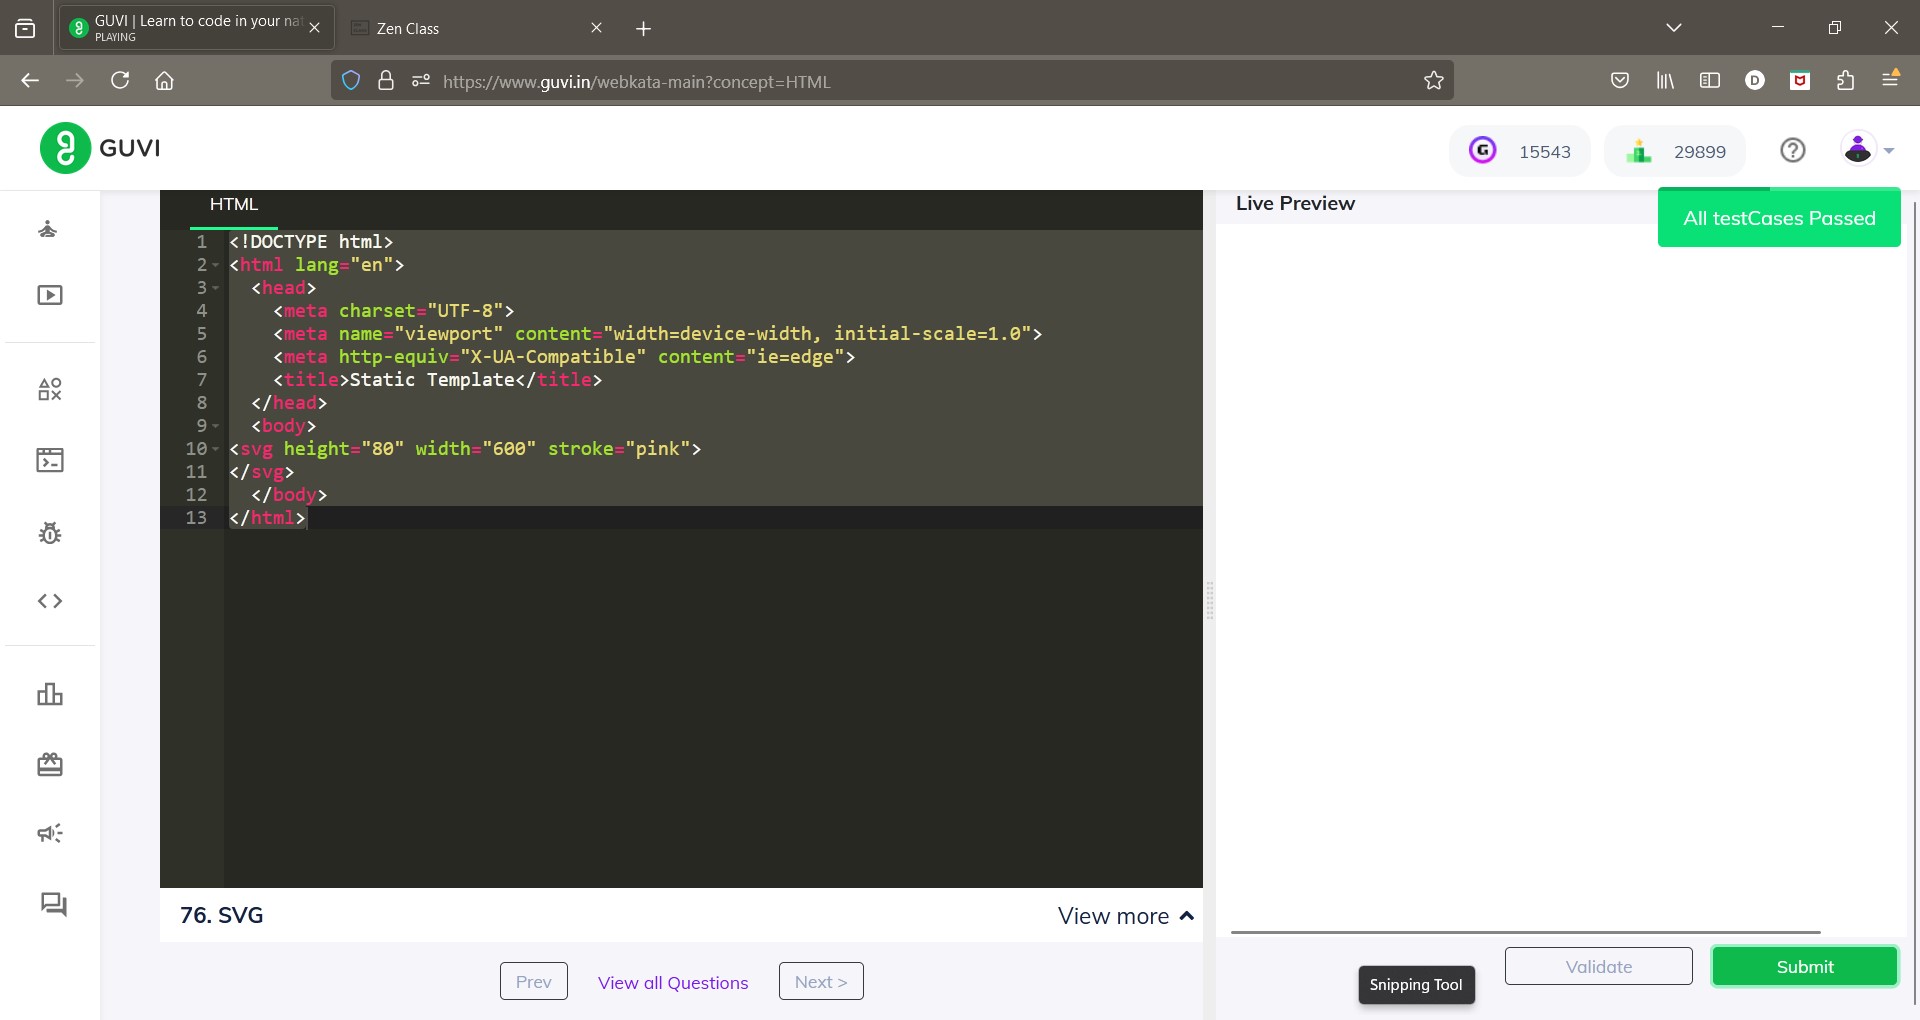 GUVI | Learn to code in your nat
PLAYING
Zen Class
https://www.guvi.in/webkata-main?concept=HTML
D
GUVI
G
15543
29899
HTML
Live Preview
All testCases Passed
1 <!DOCTYPE html>
2 <html lang="en">
3 <head>
4 <meta charset="UTF-8">
5 <meta name="viewport" content="width=device-width, initial-scale=1.0">
6 <meta http-equiv="X-UA-Compatible" content="ie=edge">
7 <title>Static Template</title>
8 </head>
9 <body>
10 <svg height="80" width="600" stroke="pink">
11 </svg>
12 </body>
13 </html>
76. SVG
View more
Prev
View all Questions
Next >
Snipping Tool
Validate
Submit